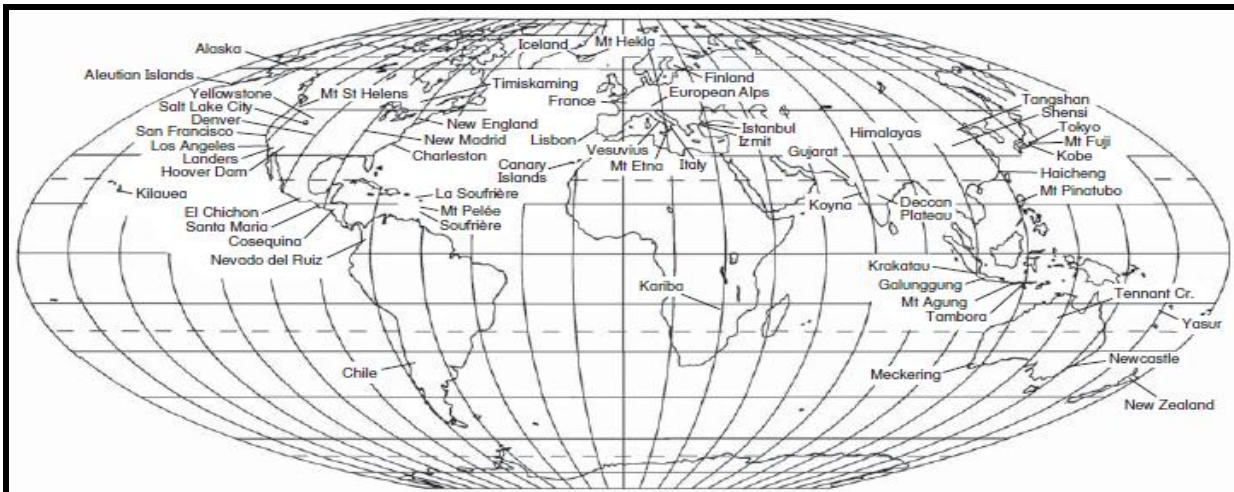 Iceland
Mt Hekla
Alaska
Aleutian Islands
Yellowstone
Mt St Helens
Timiskaming
Finland
European Alps
France
Salt Lake City
Denver
San Francisco
Los Angeles
Landers
Hoover Dam
New England
New Madrid
Charleston
Lisbon
Vesuvius
Mt Etna
Italy
Istanbul
Izmit
Canary
Islands
Himalayas
Gujarat
Tangshan
Shensi
Tokyo
Mt Fuji
Kobe
Haicheng
Mt Pinatubo
Kilauea
La Soufrière
Mt Pelée
Soufrière
El Chichon
Santa Maria
Cosequina
Nevado del Ruiz
Koyna
Deccan
Plateau
Krakatau
Galunggung
Mt Agung
Tambora
Kariba
Tennant Cr.
Yasur
Chile
Meckering
Newcastle
New Zealand